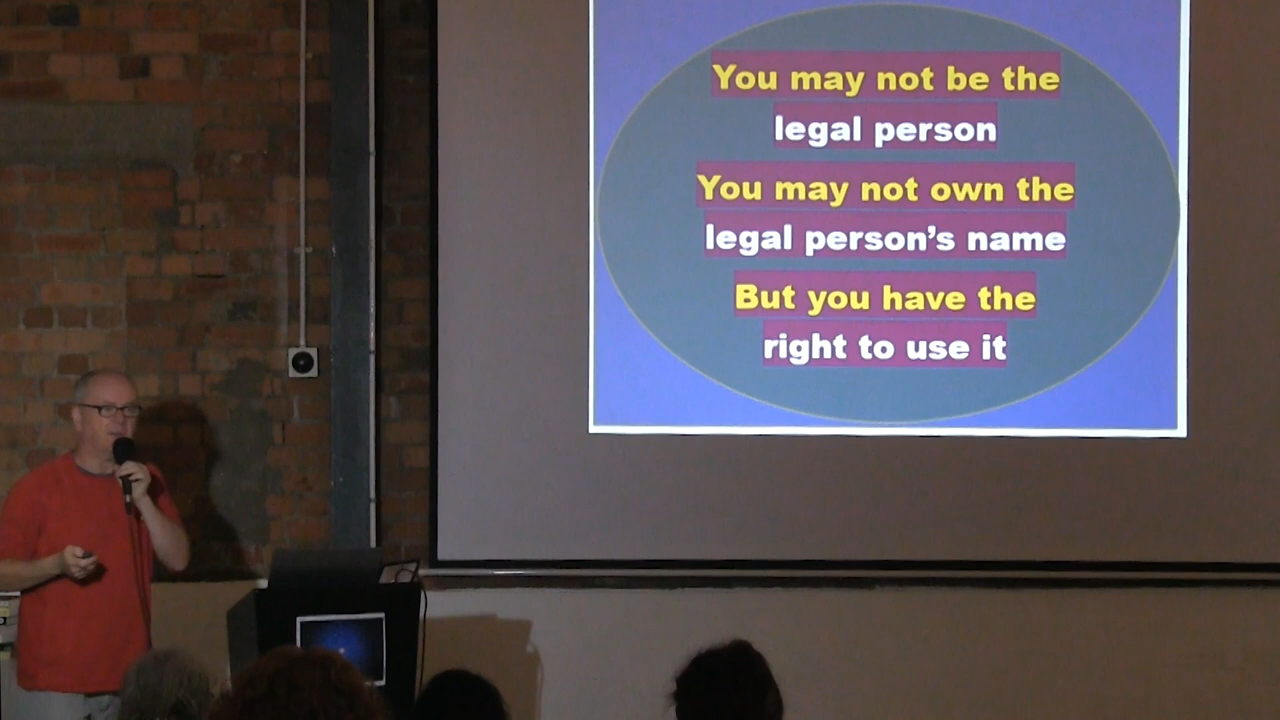 You may not be the
legal person
You may not own the
legal person’s name
But you have the
right to use it